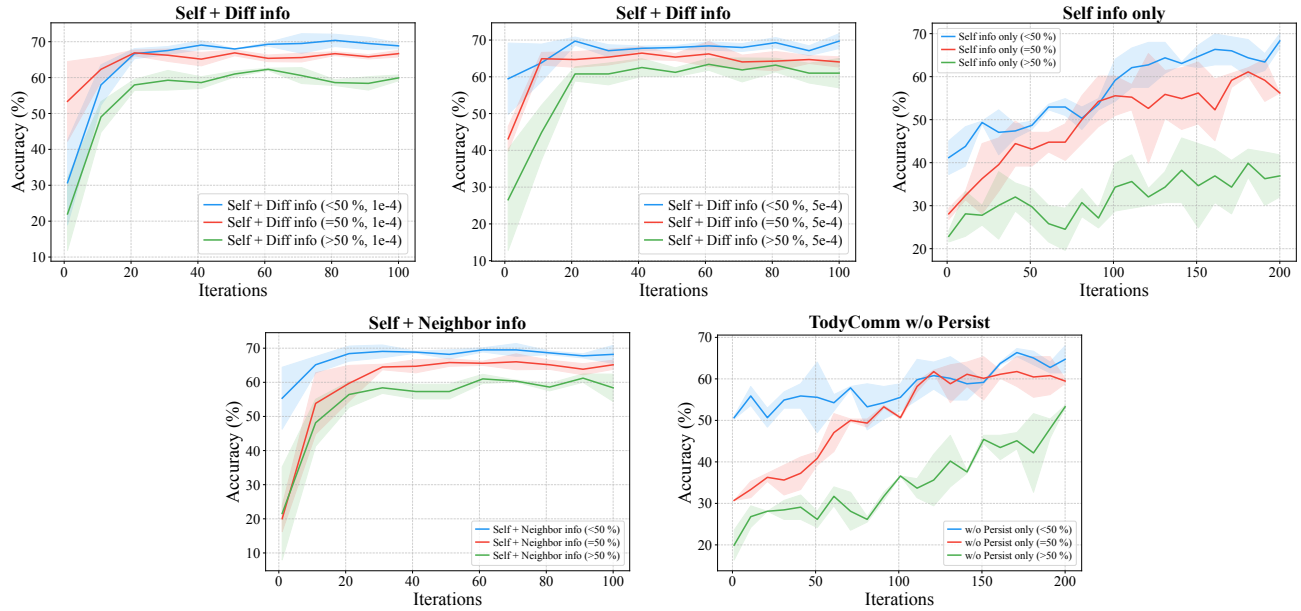 Self + Diff info
Accuracy (%)
70
60
50
40
30
20
10
Self + Diff info (<50 %, 1e-4)
Self + Diff info (=50 %, 1e-4)
Self + Diff info (>50 %, 1e-4)
0 20 40 60 80 100
Iterations
Self + Diff info
Accuracy (%)
70
60
50
40
30
20
10
Self + Diff info (<50 %, 5e-4)
Self + Diff info (=50 %, 5e-4)
Self + Diff info (>50 %, 5e-4)
0 20 40 60 80 100
Iterations
Self info only
Accuracy (%)
70
60
50
40
30
20
Self info only (<50 %)
Self info only (=50 %)
Self info only (>50 %)
0 50 100 150 200
Iterations
Self + Neighbor info
Accuracy (%)
70
60
50
40
30
20
10
Self + Neighbor info (<50 %)
Self + Neighbor info (=50 %)
Self + Neighbor info (>50 %)
0 20 40 60 80 100
Iterations
TodyComm w/o Persist
Accuracy (%)
70
60
50
40
30
20
w/o Persist only (<50 %)
w/o Persist only (=50 %)
w/o Persist only (>50 %)
0 50 100 150 200
Iterations